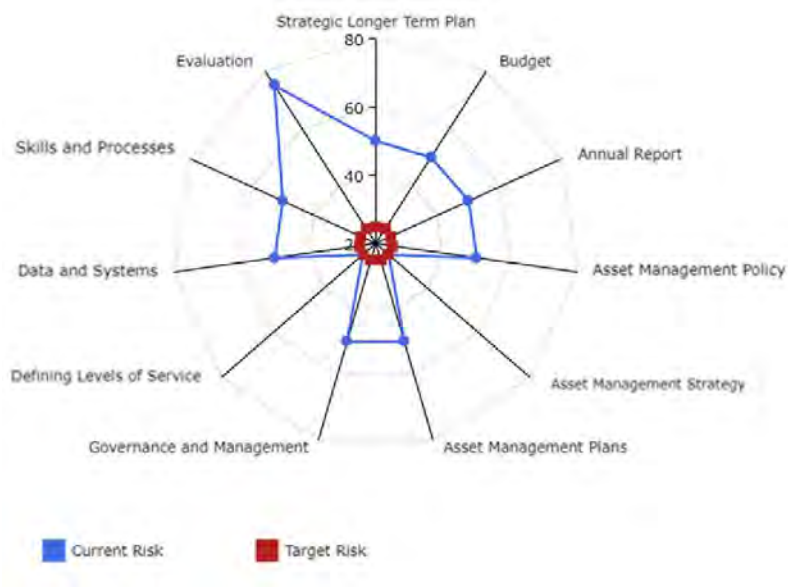 Strategic Longer Term Plan
80
Evaluation
Budget
60
Skills and Processes
Annual Report
40
Data and Systems
Asset Management Policy
Defining Levels of Service
Asset Management Strategy
Governance and Management
Asset Management Plans
Current Risk
Target Risk